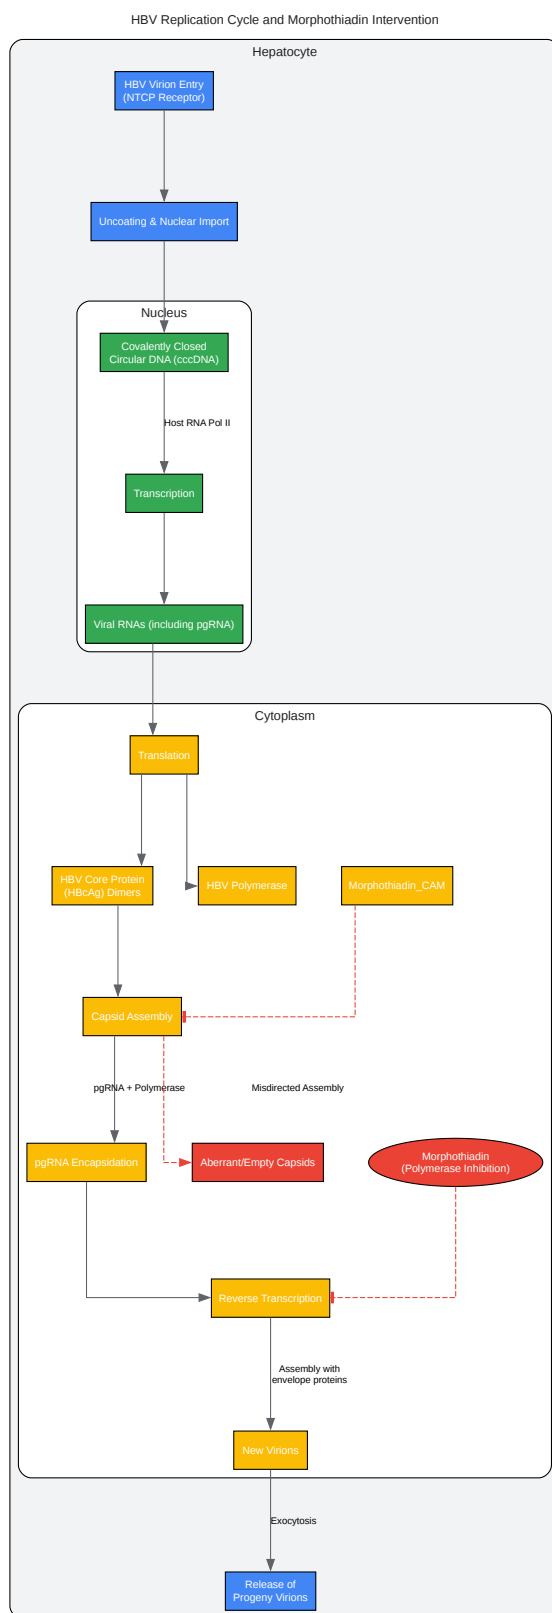 HBV Replication Cycle and Morphothiadin Intervention
Hepatocyte
HBV Virion Entry
(NTCP Receptor)
Uncoating & Nuclear Import
Nucleus
Covalently Closed
Circular DNA (cccDNA)
Host RNA Pol II
Transcription
Viral RNAs (including pgRNA)
Cytoplasm
Translation
HBV Core Protein
(HBcAg) Dimers
HBV Polymerase
Morphothiadin_CAM
Capsid Assembly
pgRNA + Polymerase
Misdirected Assembly
pgRNA Encapsidation
Aberrant/Empty Capsids
Morphothiadin
(Polymerase Inhibition)
Reverse Transcription
Assembly with
envelope proteins
New Virions
Exocytosis
Release of
Progeny Virions